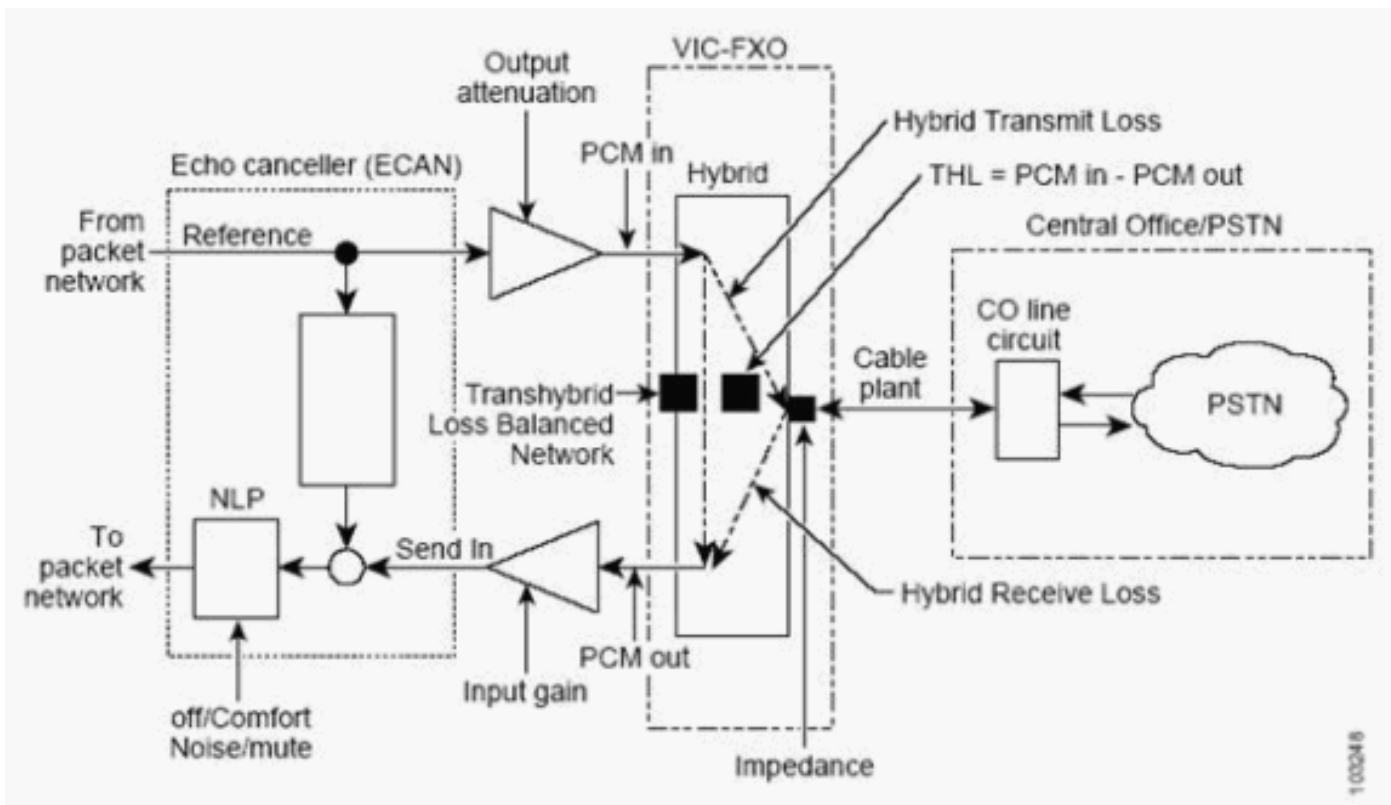 VIC-FXO
Output
attenuation
Hybrid Transmit Loss
PCM in
Echo canceller (ECAN)
Hybrid
THL = PCM in - PCM out
From
packet
network
Reference
Central Office/PSTN
CO line
circuit
Cable
plant
PSTN
Transhybrid
Loss Balanced
Network
NLP
To
packet
network
Send In
Hybrid Receive Loss
PCM out
Input gain
off/Comfort
Noise/mute
Impedance
103248